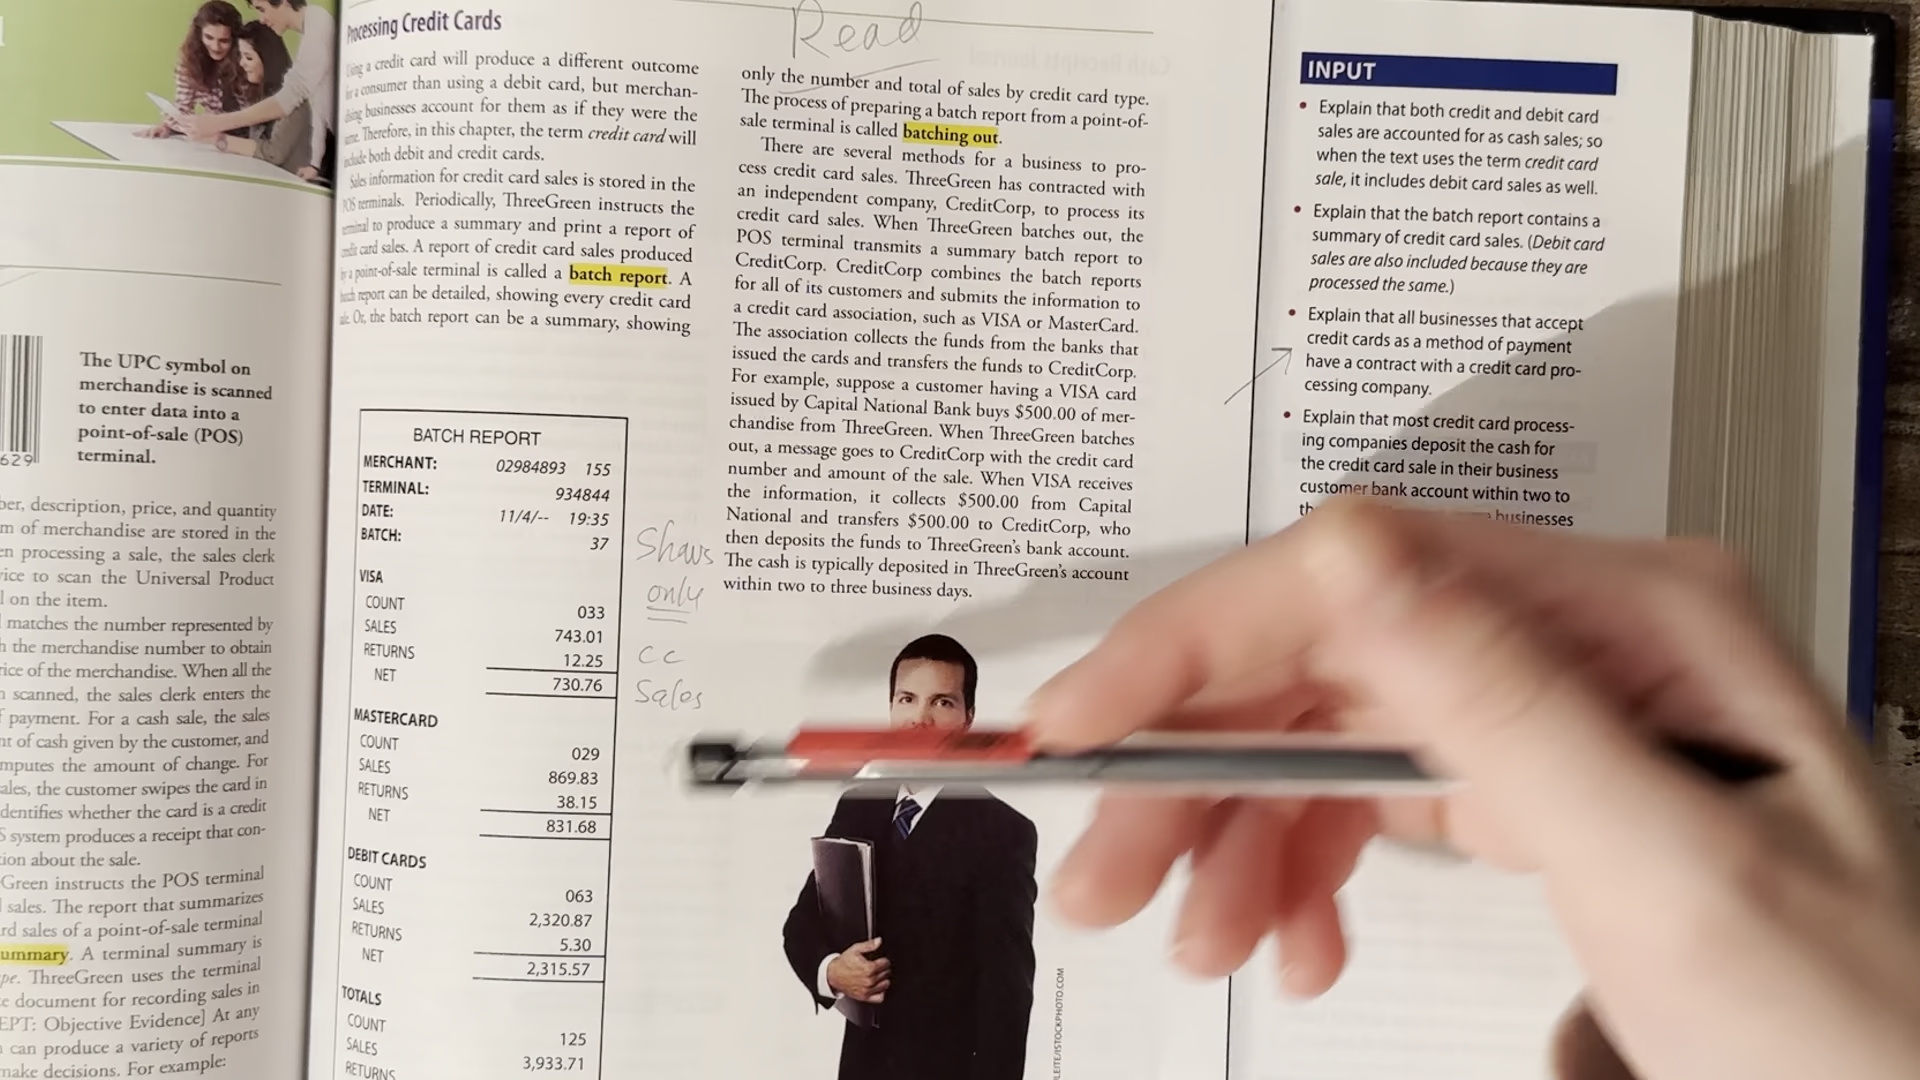 629
The UPC symbol on
merchandise is scanned
to enter data into a
point-of-sale (POS)
terminal.
description, price, and quantity
m of merchandise are stored in the
processing a sale, the sales clerk
to scan the Universal Product
on the item.
matches the number represented by
the merchandise number to obtain
of the merchandise. When all the
scanned, the sales clerk enters the
payment. For a cash sale, the sales
of cash given by the customer, and
the amount of change. For
the customer swipes the card in
whether the card is a credit
system produces a receipt that con-
about the sale.
Green instructs the POS terminal
sales. The report that summarizes
sales of a point-of-sale terminal
ummary. A terminal summary is
ThreeGreen uses the terminal
document for recording sales in
EPT: Objective Evidence] At any
can produce a variety of reports
make decisions. For example:
Processing Credit Cards
a credit card will produce a different outcome
a consumer than using a debit card, but merchan-
businesses account for them as if they were the
Therefore, in this chapter, the term credit card will
both debit and credit cards.
Sales information for credit card sales is stored in the
POS terminals. Periodically, ThreeGreen instructs the
to produce a summary and print a report of
card sales. A report of credit card sales produced
by a point-of-sale terminal is called a batch report. A
report can be detailed, showing every credit card
Or, the batch report can be a summary, showing
BATCH REPORT
MERCHANT: 02984893 155
TERMINAL: 934844
DATE: 11/4/-- 19:35
BATCH: 37
VISA
COUNT 033
SALES 743.01
RETURNS 12.25
NET 730.76
MASTERCARD
COUNT 029
SALES 869.83
RETURNS 38.15
NET 831.68
DEBIT CARDS
COUNT 063
SALES 2,320.87
RETURNS 5.30
NET 2,315.57
TOTALS
COUNT 125
SALES 3,933.71
RETURNS
Shows
only
CC
Sales
Read
only the number and total of sales by credit card type.
The process of preparing a batch report from a point-of-
sale terminal is called batching out.
There are several methods for a business to pro-
cess credit card sales. ThreeGreen has contracted with
an independent company, CreditCorp, to process its
credit card sales. When ThreeGreen batches out, the
POS terminal transmits a summary batch report to
CreditCorp. CreditCorp combines the batch reports
for all of its customers and submits the information to
a credit card association, such as VISA or MasterCard.
The association collects the funds from the banks that
issued the cards and transfers the funds to CreditCorp.
For example, suppose a customer having a VISA card
issued by Capital National Bank buys $500.00 of mer-
chandise from ThreeGreen. When ThreeGreen batches
out, a message goes to CreditCorp with the credit card
number and amount of the sale. When VISA receives
the information, it collects $500.00 from Capital
National and transfers $500.00 to CreditCorp, who
then deposits the funds to ThreeGreen's bank account.
The cash is typically deposited in ThreeGreen's account
within two to three business days.
LEITE/ISTOCKPHOTO.COM
INPUT
• Explain that both credit and debit card
sales are accounted for as cash sales; so
when the text uses the term credit card
sale, it includes debit card sales as well.
• Explain that the batch report contains a
summary of credit card sales. (Debit card
sales are also included because they are
processed the same.)
• Explain that all businesses that accept
credit cards as a method of payment
have a contract with a credit card pro-
cessing company.
• Explain that most credit card process-
ing companies deposit the cash for
the credit card sale in their business
customer bank account within two to
businesses